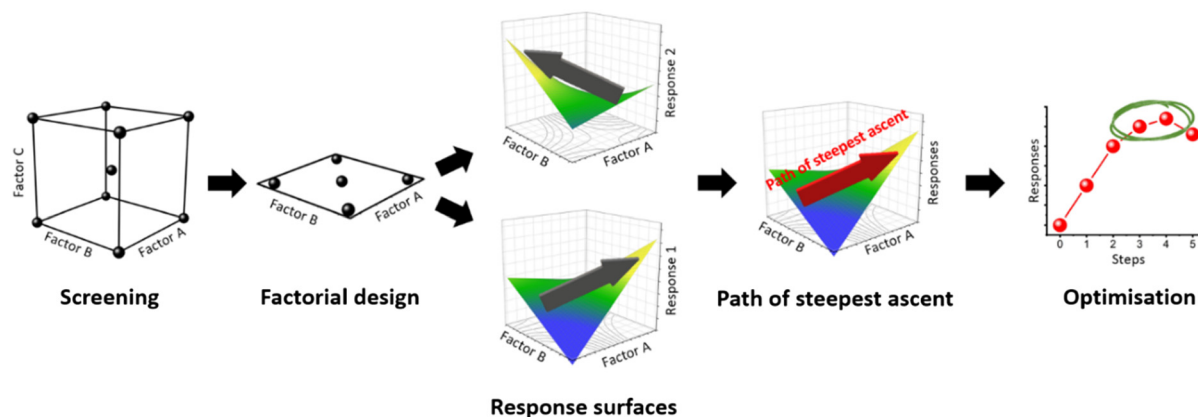 Factor C
Factor B
Factor A
Screening
Factor B
Factor A
Factorial design
Response 2
Factor B
Factor A
Response 1
Factor B
Factor A
Response surfaces
Path of steepest ascent
Responses
Factor B
Factor A
Path of steepest ascent
Responses
0 1 2 3 4 5
Steps
Optimisation